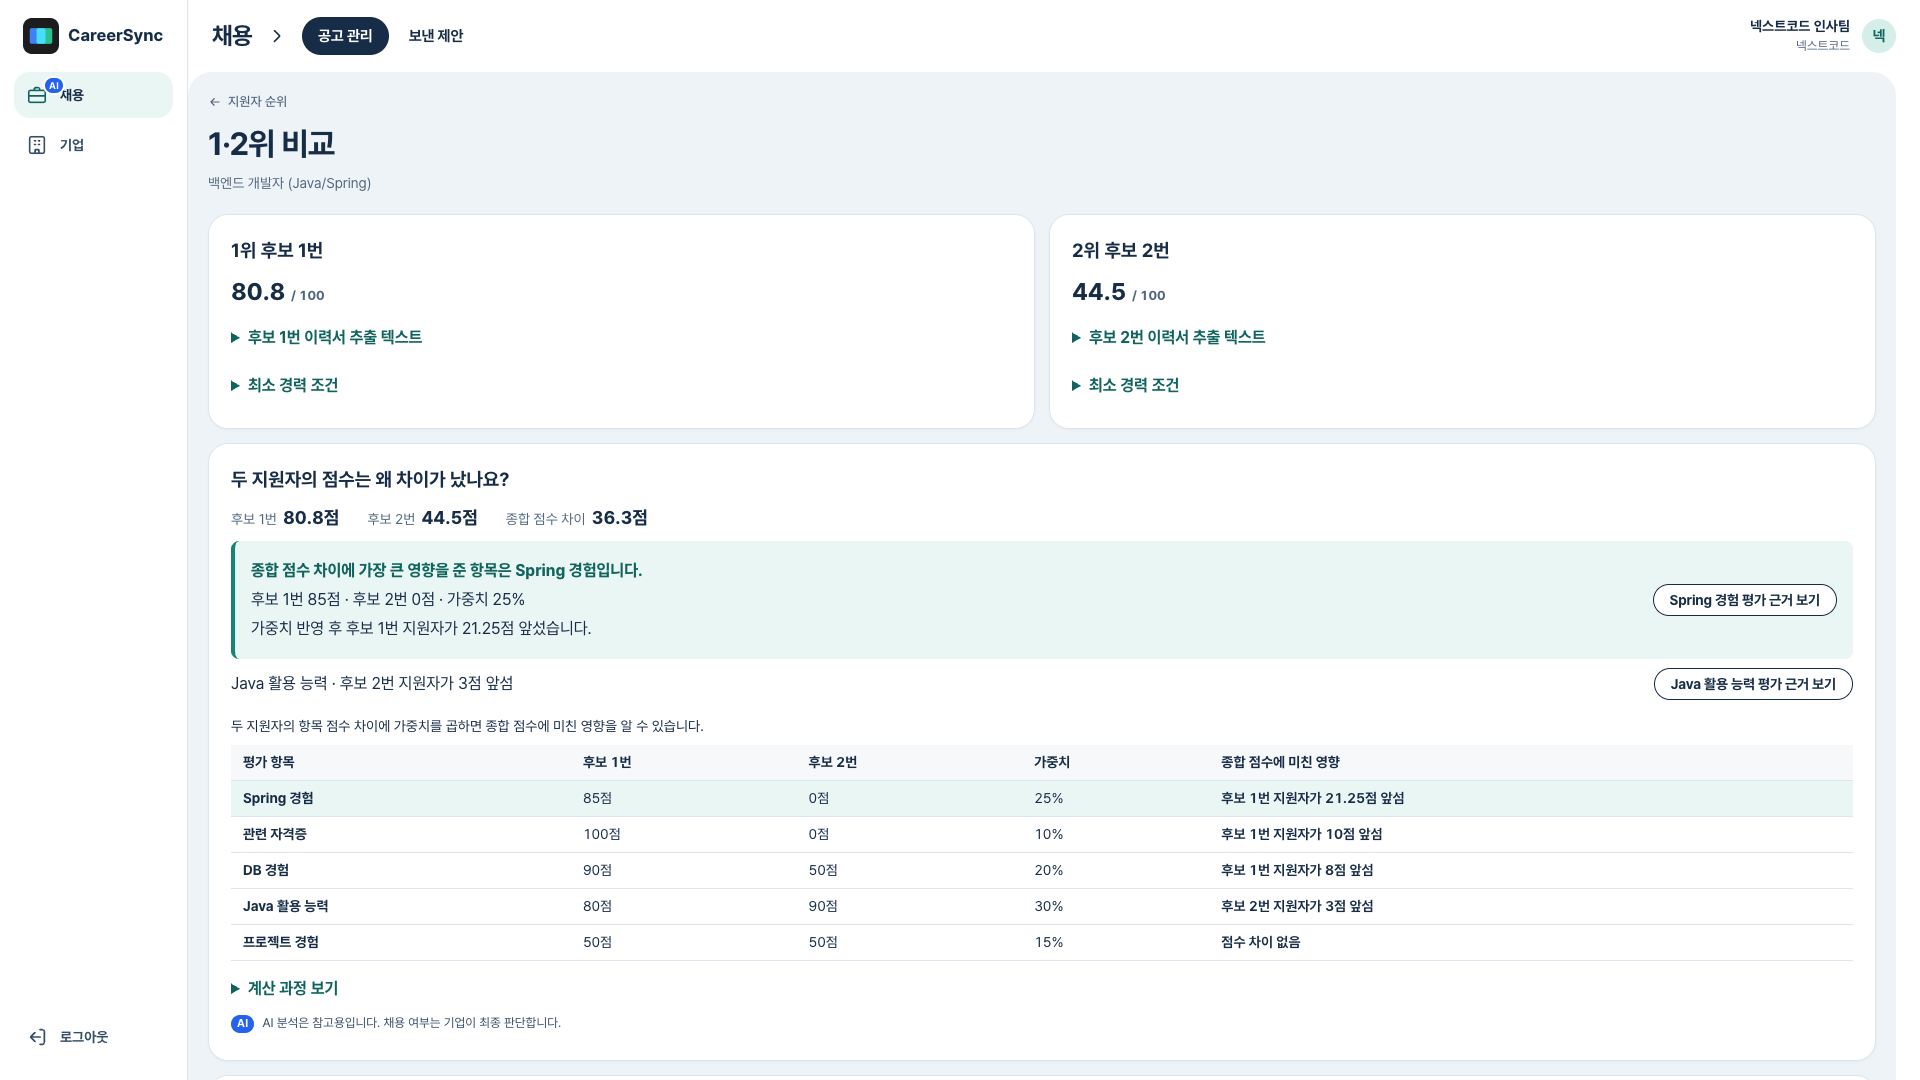 CareerSync
채용
공고 관리
보낸 제안
넥스트코드 인사팀
넥스트코드
넥
AI
채용
기업
로그아웃
← 지원자 순위
1·2위 비교
백엔드 개발자 (Java/Spring)
1위 후보 1번
80.8 / 100
▶ 후보 1번 이력서 추출 텍스트
▶ 최소 경력 조건
2위 후보 2번
44.5 / 100
▶ 후보 2번 이력서 추출 텍스트
▶ 최소 경력 조건
두 지원자의 점수는 왜 차이가 났나요?
후보 1번 80.8점 후보 2번 44.5점 종합 점수 차이 36.3점
종합 점수 차이에 가장 큰 영향을 준 항목은 Spring 경험입니다.
후보 1번 85점 · 후보 2번 0점 · 가중치 25%
가중치 반영 후 후보 1번 지원자가 21.25점 앞섰습니다.
Spring 경험 평가 근거 보기
Java 활용 능력 · 후보 2번 지원자가 3점 앞섬
Java 활용 능력 평가 근거 보기
두 지원자의 항목 점수 차이에 가중치를 곱하면 종합 점수에 미친 영향을 알 수 있습니다.
평가 항목 후보 1번 후보 2번 가중치 종합 점수에 미친 영향
Spring 경험 85점 0점 25% 후보 1번 지원자가 21.25점 앞섬
관련 자격증 100점 0점 10% 후보 1번 지원자가 10점 앞섬
DB 경험 90점 50점 20% 후보 1번 지원자가 8점 앞섬
Java 활용 능력 80점 90점 30% 후보 2번 지원자가 3점 앞섬
프로젝트 경험 50점 50점 15% 점수 차이 없음
▶ 계산 과정 보기
AI AI 분석은 참고용입니다. 채용 여부는 기업이 최종 판단합니다.